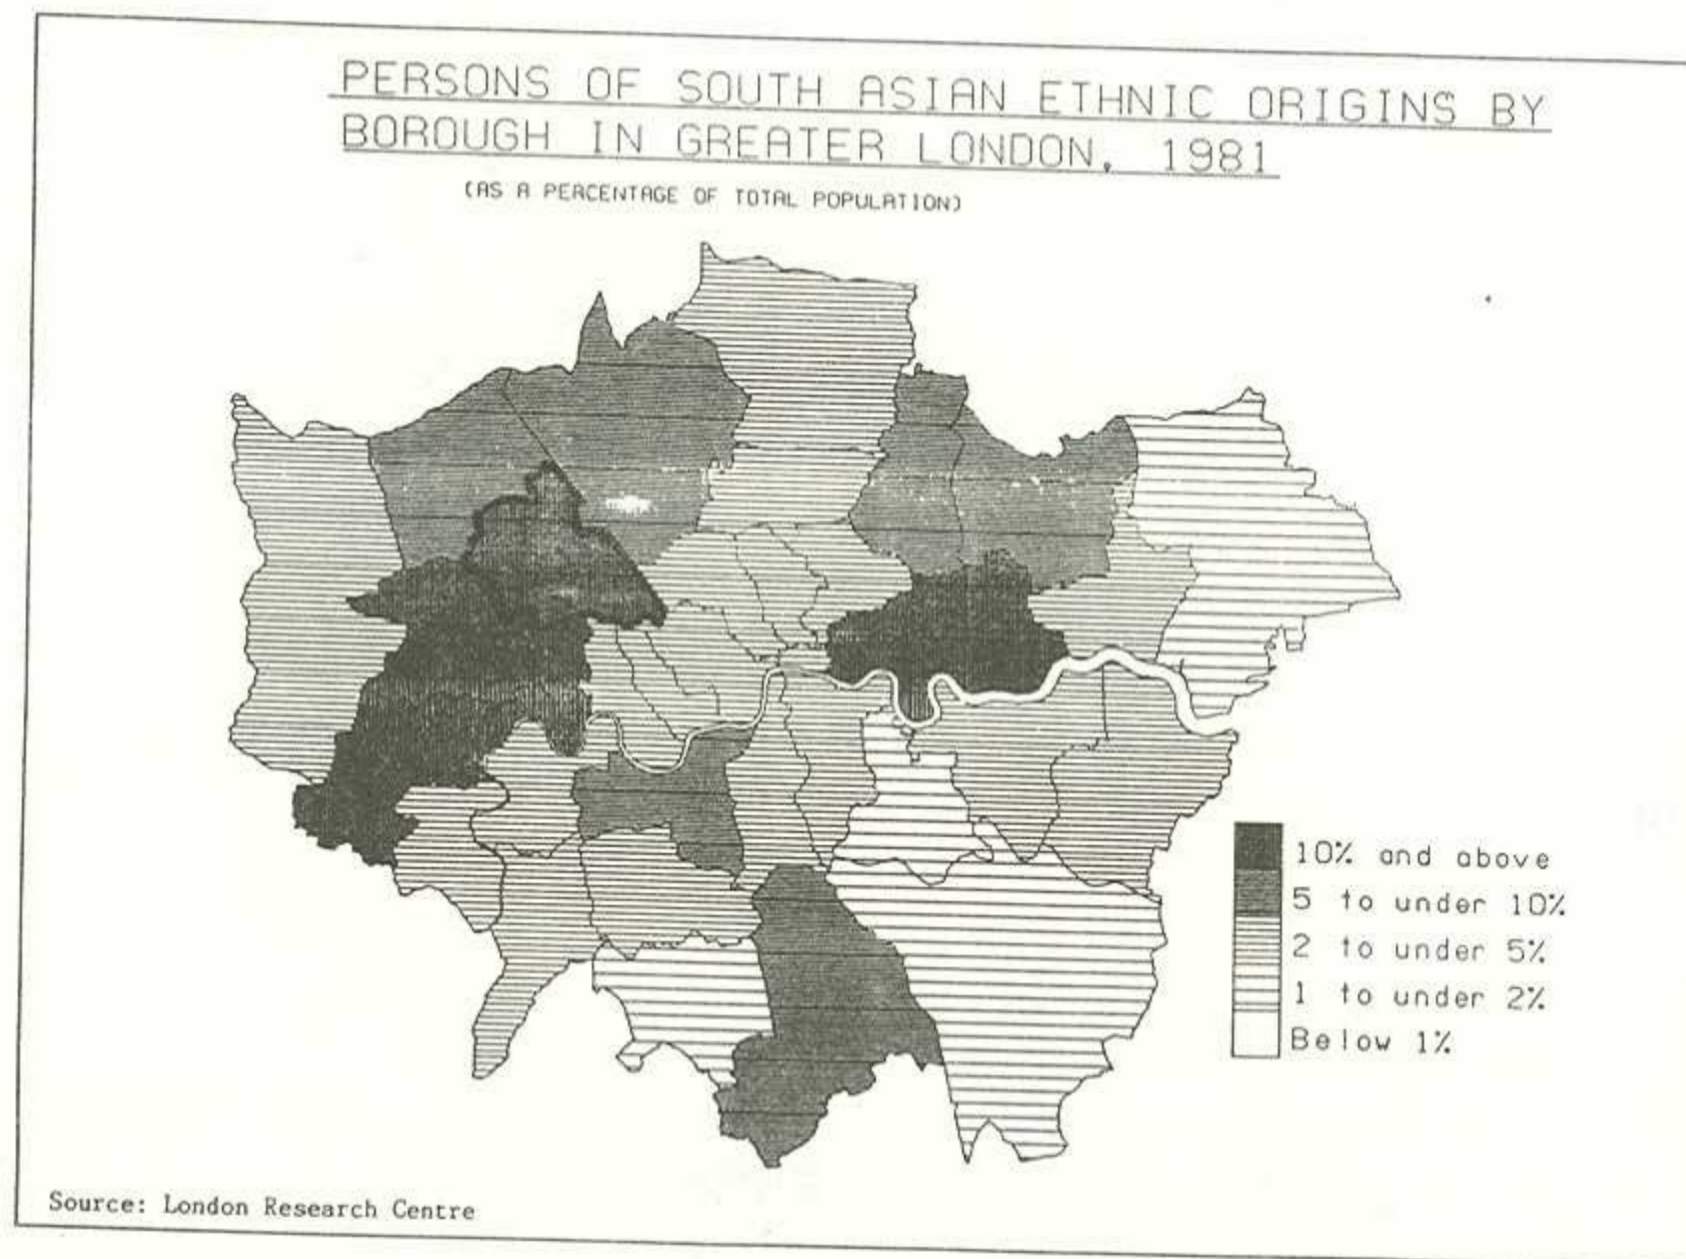 PERSONS OF SOUTH ASIAN ETHNIC ORIGINS BY
BOROUGH IN GREATER LONDON, 1981
(AS A PERCENTAGE OF TOTAL POPULATION)
10% and above
5 to under 10%
2 to under 5%
1 to under 2%
Below 1%
Source: London Research Centre